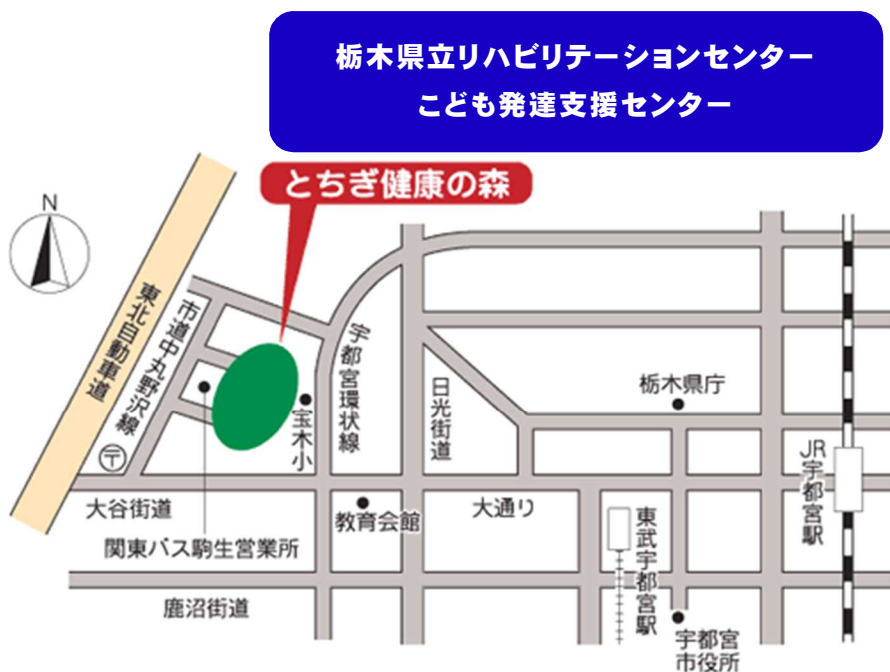 栃木県立リハビリテーションセンター
こども発達支援センター
とちぎ健康の森
N
東北自動車道
市道中丸野沢線
宇都宮環状線
日光街道
栃木県庁
宝木小
〒
JR宇都宮駅
大谷街道
教育会館
大通り
東武宇都宮駅
関東バス駒生営業所
鹿沼街道
宇都宮
市役所